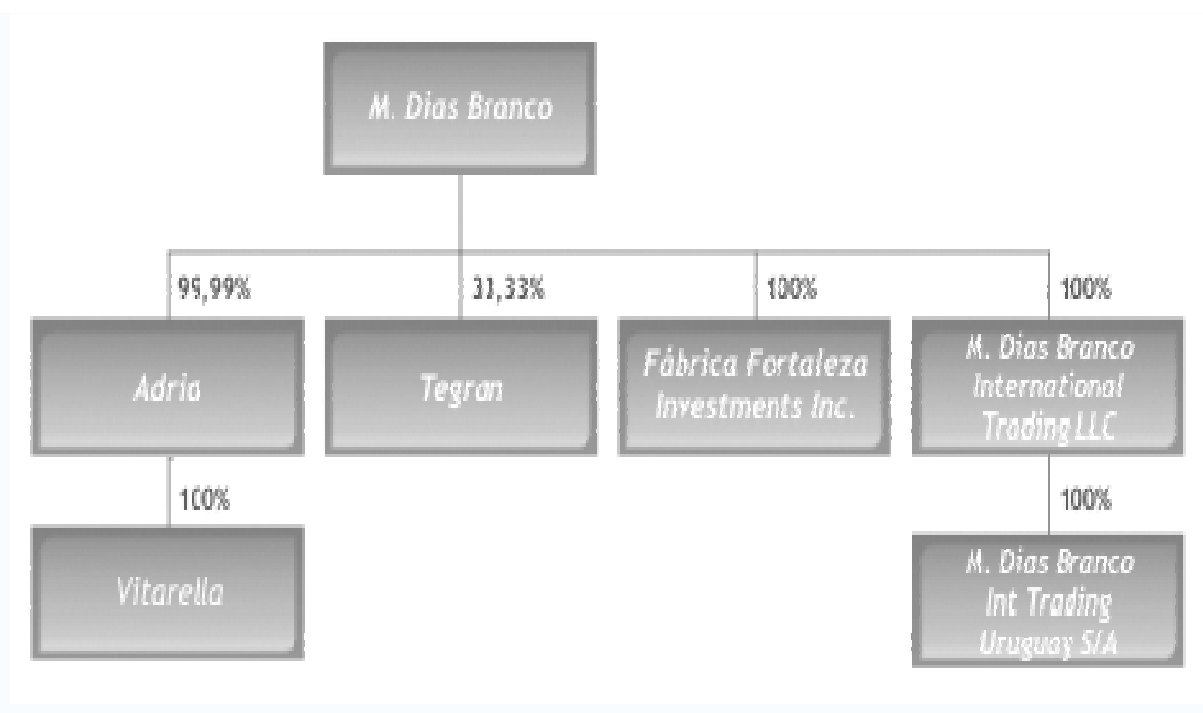 M. Dias Branco
99,99%
33,33%
100%
100%
Adria
Tegran
Fábrica Fortaleza
Investments Inc.
M. Dias Branco
International
Trading LLC
100%
100%
Vitarella
M. Dias Branco
Int Trading
Uruguay S/A